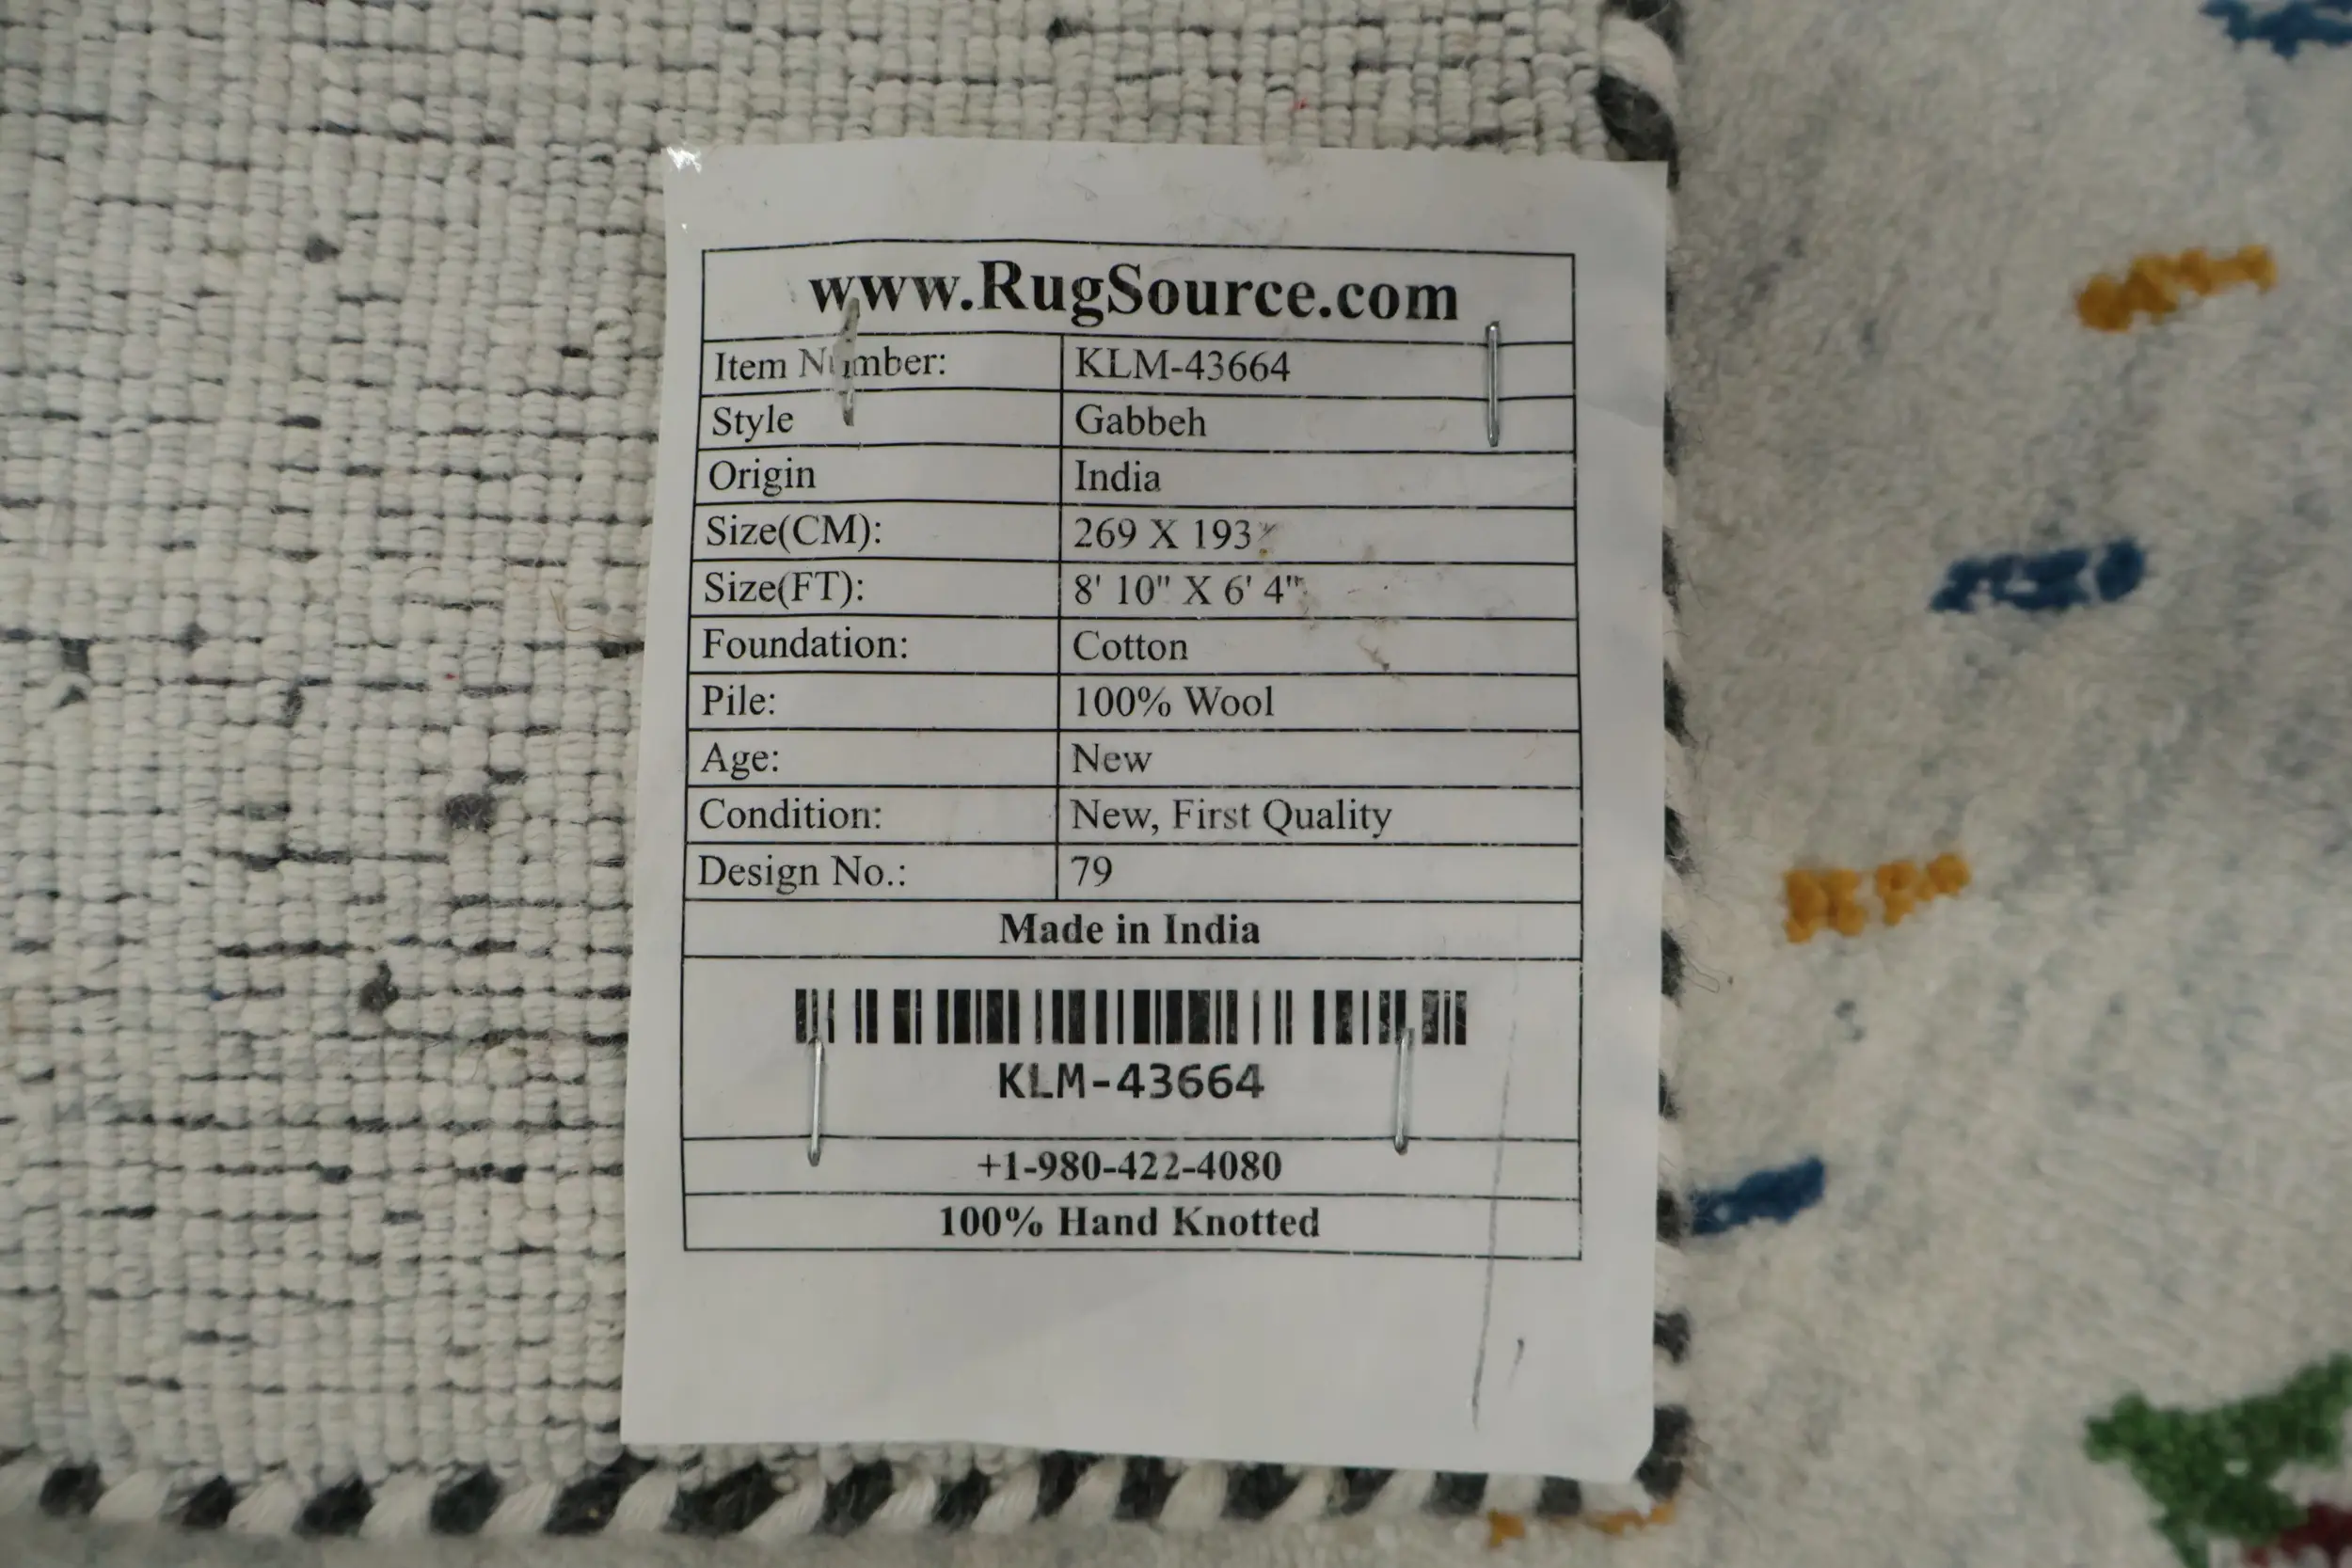 www.RugSource.com
Item Number: KLM-43664
Style Gabbeh
Origin India
Size(CM): 269 X 193
Size(FT): 8' 10" X 6' 4"
Foundation: Cotton
Pile: 100% Wool
Age: New
Condition: New, First Quality
Design No.: 79
Made in India
KLM-43664
+1-980-422-4080
100% Hand Knotted